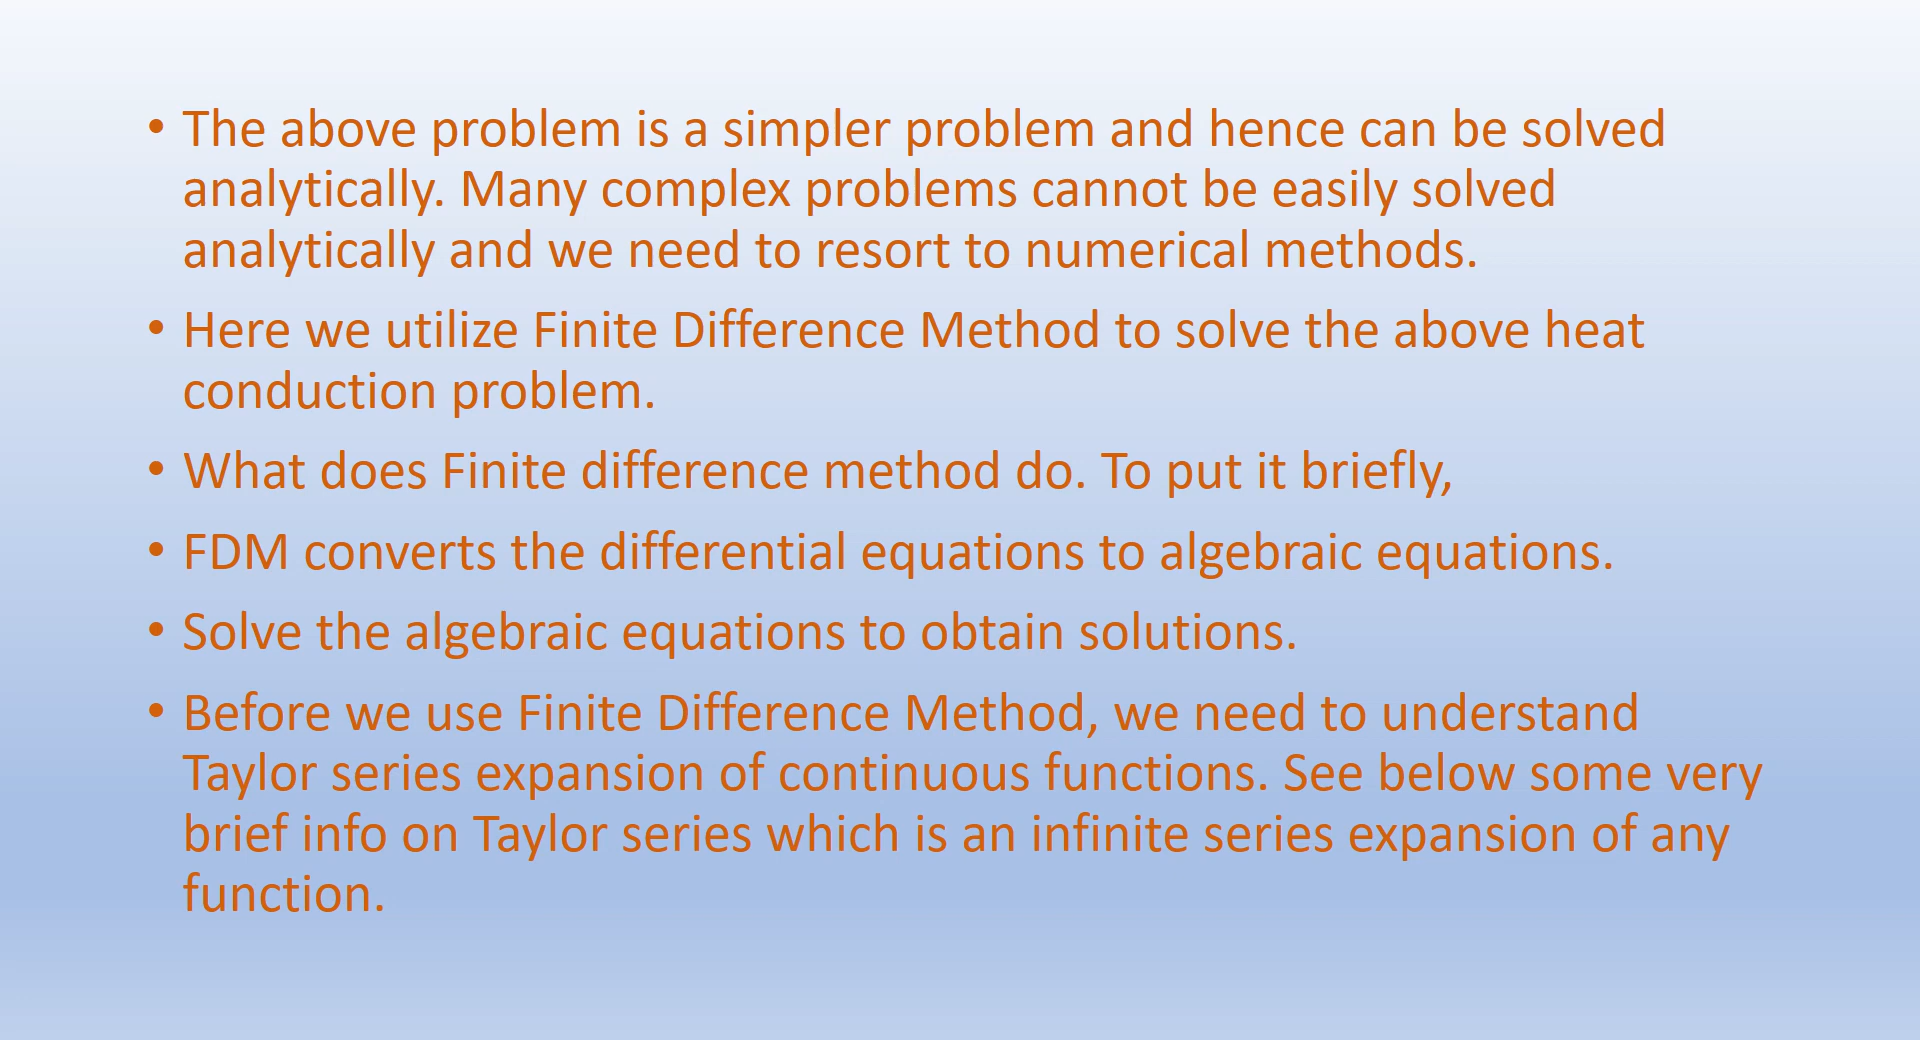 • The above problem is a simpler problem and hence can be solved
analytically. Many complex problems cannot be easily solved
analytically and we need to resort to numerical methods.
• Here we utilize Finite Difference Method to solve the above heat
conduction problem.
• What does Finite difference method do. To put it briefly,
• FDM converts the differential equations to algebraic equations.
• Solve the algebraic equations to obtain solutions.
• Before we use Finite Difference Method, we need to understand
Taylor series expansion of continuous functions. See below some very
brief info on Taylor series which is an infinite series expansion of any
function.